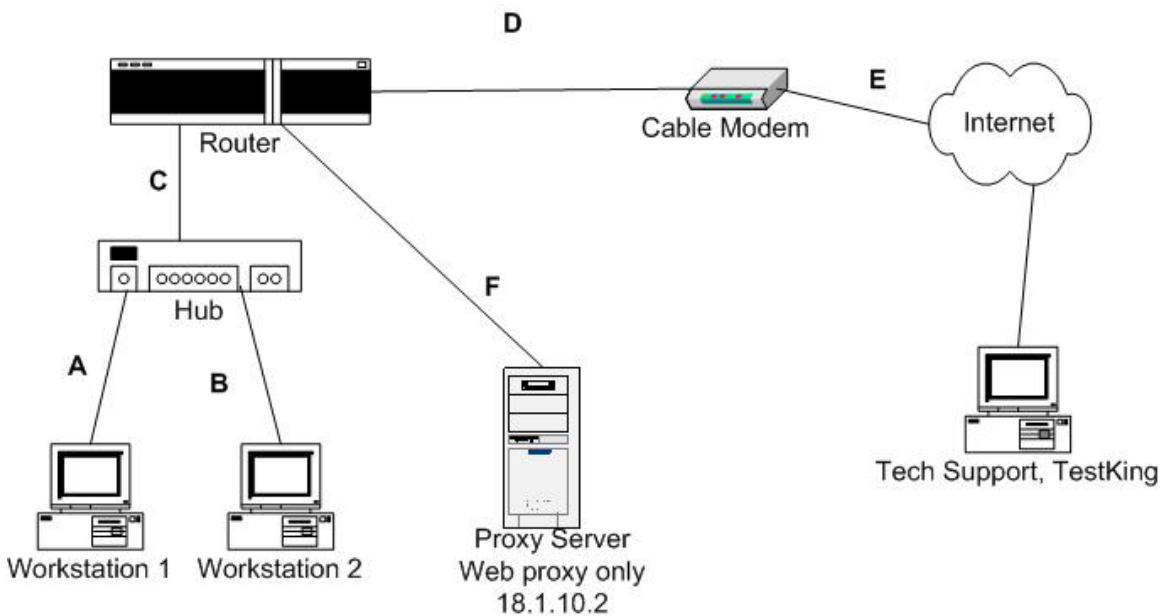 D
E
Internet
Cable Modem
Router
C
F
Hub
A
B
Tech Support, TestKing
Workstation 1
Workstation 2
Proxy Server
Web proxy only
18.1.10.2